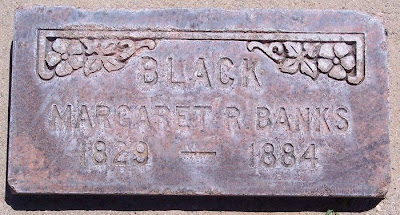 BLACK
MARGARET R. BANKS
1829 — 1884